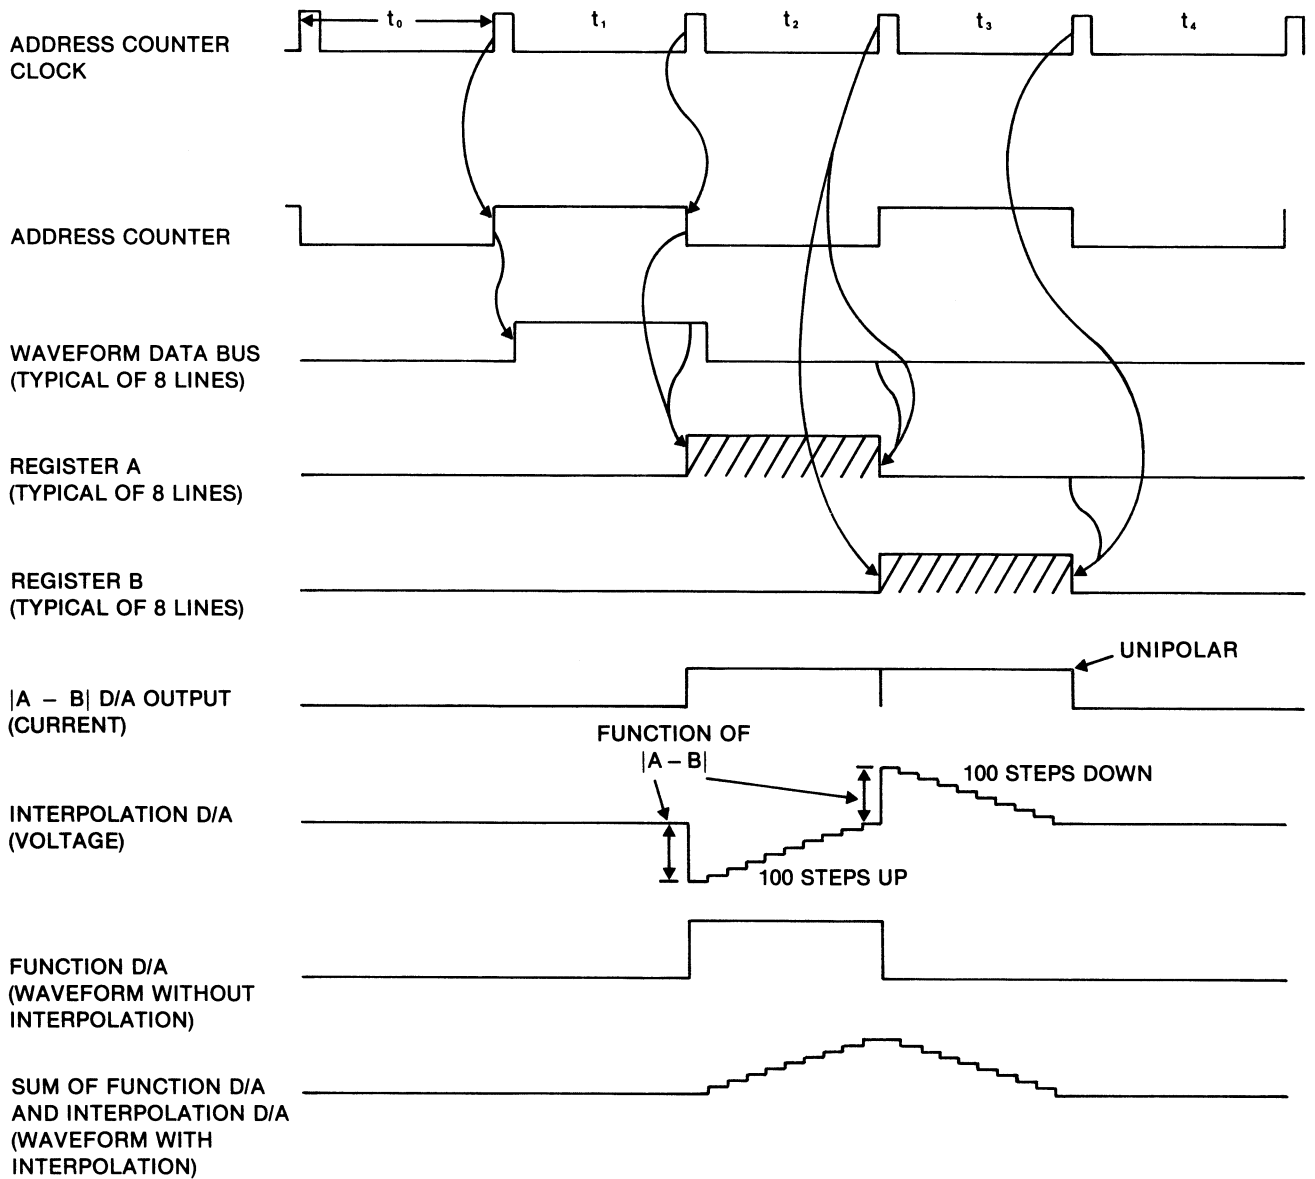 t₀
t₁
t₂
t₃
t₄
ADDRESS COUNTER
CLOCK
ADDRESS COUNTER
WAVEFORM DATA BUS
(TYPICAL OF 8 LINES)
REGISTER A
(TYPICAL OF 8 LINES)
REGISTER B
(TYPICAL OF 8 LINES)
UNIPOLAR
|A – B| D/A OUTPUT
(CURRENT)
FUNCTION OF
|A – B|
100 STEPS DOWN
INTERPOLATION D/A
(VOLTAGE)
100 STEPS UP
FUNCTION D/A
(WAVEFORM WITHOUT
INTERPOLATION)
SUM OF FUNCTION D/A
AND INTERPOLATION D/A
(WAVEFORM WITH
INTERPOLATION)